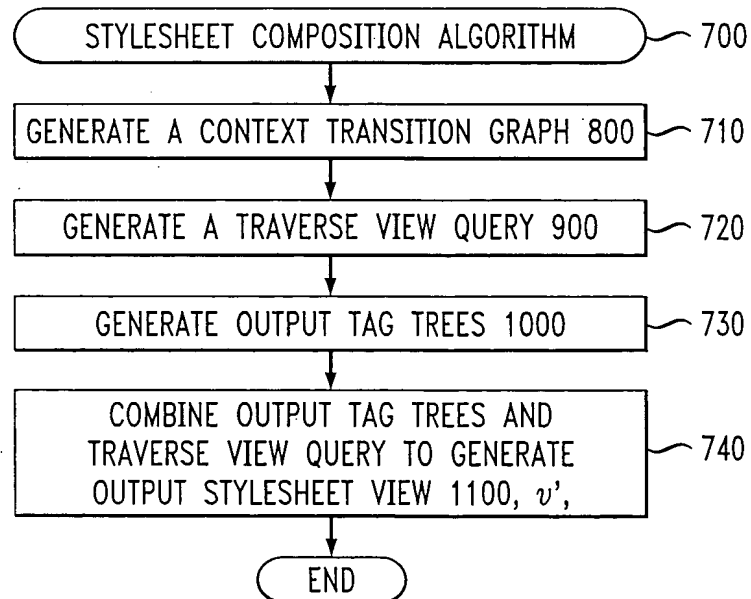 STYLESHEET COMPOSITION ALGORITHM 700
GENERATE A CONTEXT TRANSITION GRAPH 800 710
GENERATE A TRAVERSE VIEW QUERY 900 720
GENERATE OUTPUT TAG TREES 1000 730
COMBINE OUTPUT TAG TREES AND
TRAVERSE VIEW QUERY TO GENERATE 740
OUTPUT STYLESHEET VIEW 1100, v',
END